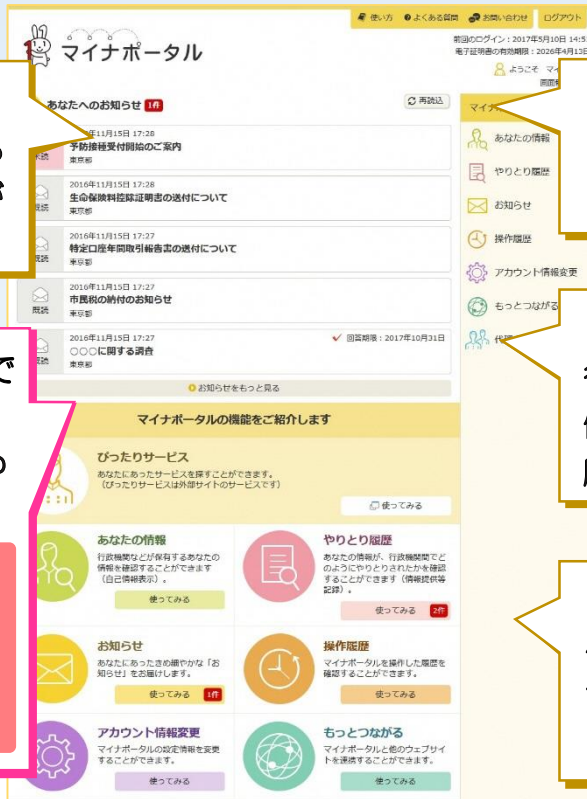 使い方 よくある質問 お問い合わせ ログアウト
マイナポータル
前回のログイン：2017年5月10日 14:5
電子証明書の有効期限：2026年4月13日
ようこそ マイ
あなたへのお知らせ 1件
再読込
年11月15日 17:28
予防接種受付開始のご案内
東京都
2016年11月15日 17:28
生命保険料控除証明書の送付について
既読
東京都
2016年11月15日 17:27
特定口座年間取引報告書の送付について
既読
東京都
2016年11月15日 17:27
市民税の納付のお知らせ
既読
東京都
2016年11月15日 17:27
回答期限：2017年10月31日
〇〇〇に関する調査
東京都
お知らせをもっと見る
マイナ
あなたの情報
やりとり履歴
お知らせ
操作履歴
アカウント情報変更
もっとつながる
マイナポータルの機能をご紹介します
ぴったりサービス
あなたにあったサービスを探すことができます。
（ぴったりサービスは外部サイトのサービスです）
使ってみる
あなたの情報
行政機関などが保有するあなたの
情報を確認することができます
（自己情報表示）。
使ってみる
やりとり履歴
あなたの情報が、行政機関間でど
のようにやりとりされたかを確認
することができます（情報提供等
記録）。
使ってみる 2件
お知らせ
あなたにあったきめ細やかな「お
知らせ」をお届けします。
使ってみる 1件
操作履歴
マイナポータルを操作した履歴を
確認することができます。
使ってみる
アカウント情報変更
マイナポータルの設定情報を変更
することができます。
使ってみる
もっとつながる
マイナポータルと他のウェブサイ
トを連携することができます。
使ってみる
で
の